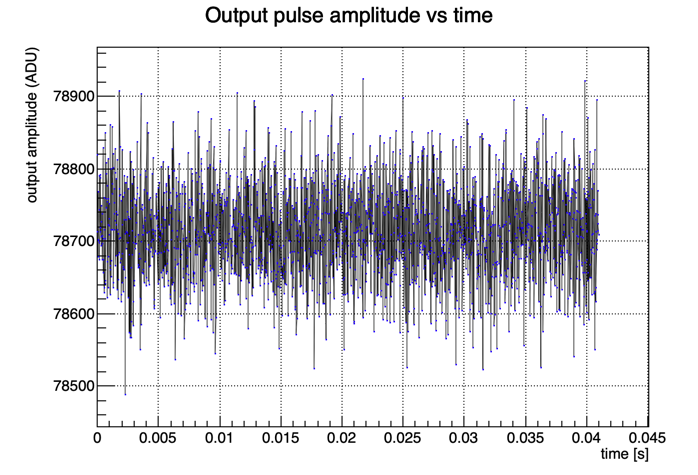 Output pulse amplitude vs time
output amplitude (ADU)
78900
78800
78700
78600
78500
0 0.005 0.01 0.015 0.02 0.025 0.03 0.035 0.04 0.045
time [s]